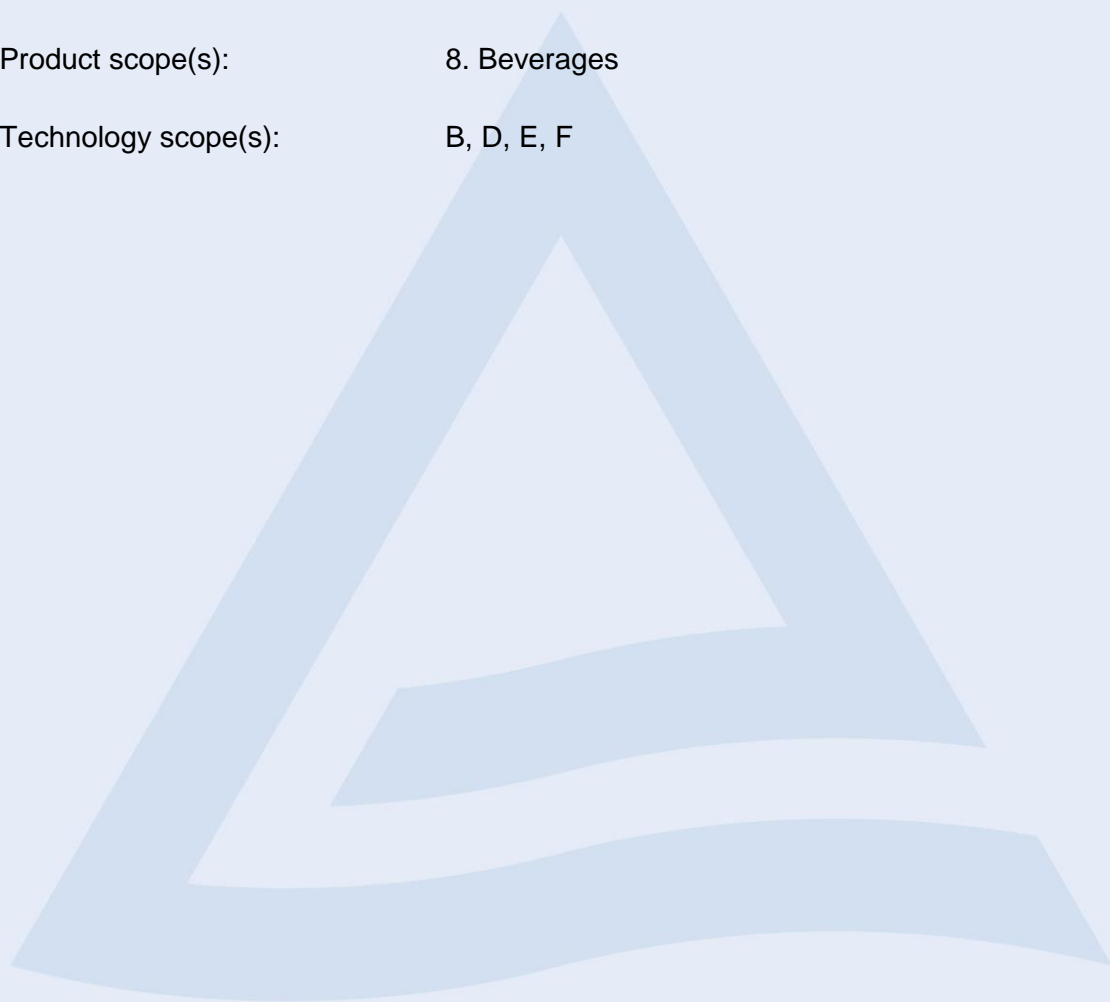 Product scope(s): 8. Beverages
Technology scope(s): B, D, E, F